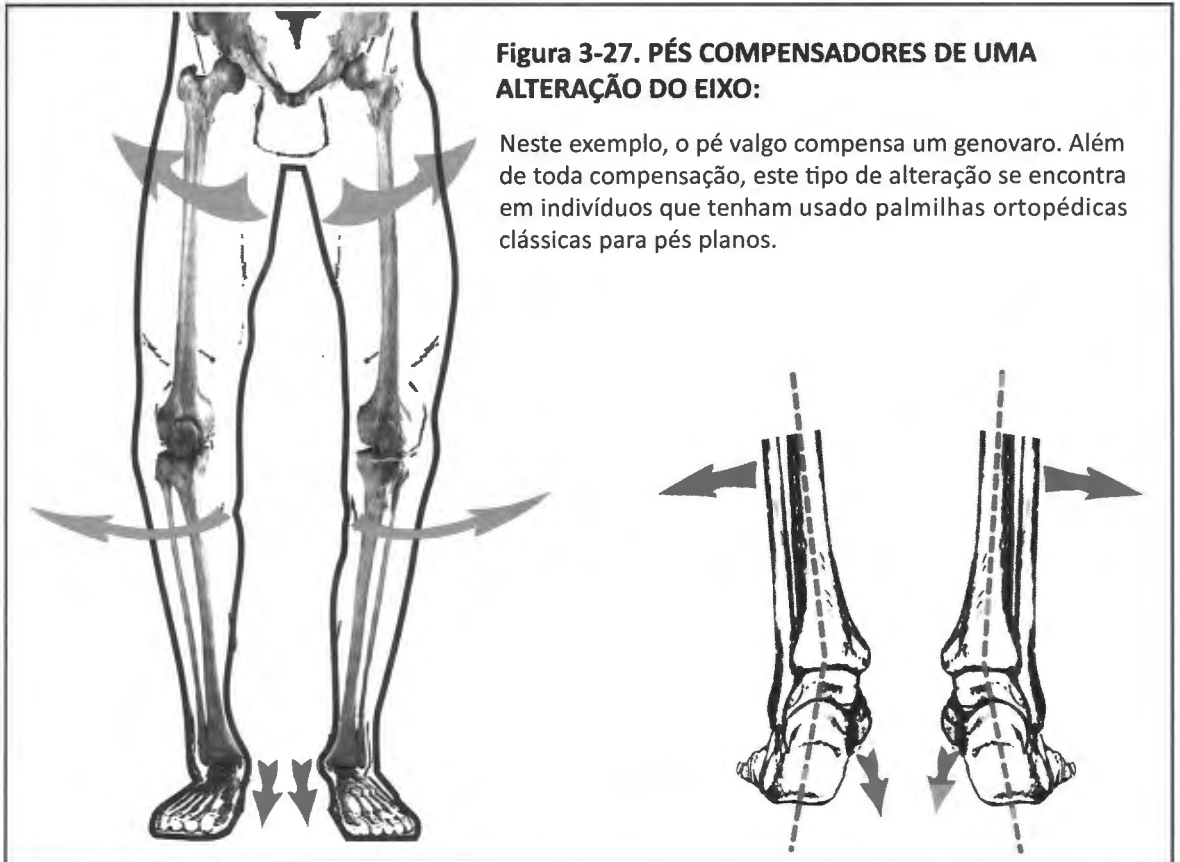 Figura 3-27. PÉS COMPENSADORES DE UMA
ALTERAÇÃO DO EIXO:
Neste exemplo, o pé valgo compensa um genovaro. Além
de toda compensação, este tipo de alteração se encontra
em indivíduos que tenham usado palmilhas ortopédicas
clássicas para pés planos.